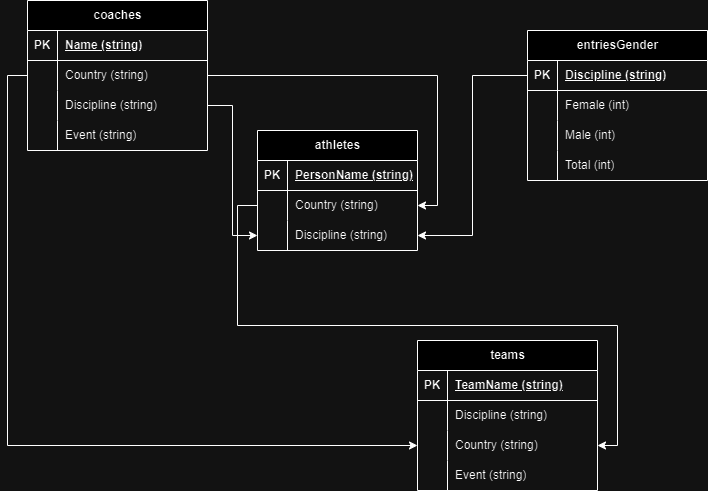 coaches
PK Name (string)
Country (string)
Discipline (string)
Event (string)
entriesGender
PK Discipline (string)
Female (int)
Male (int)
Total (int)
athletes
PK PersonName (string)
Country (string)
Discipline (string)
teams
PK TeamName (string)
Discipline (string)
Country (string)
Event (string)